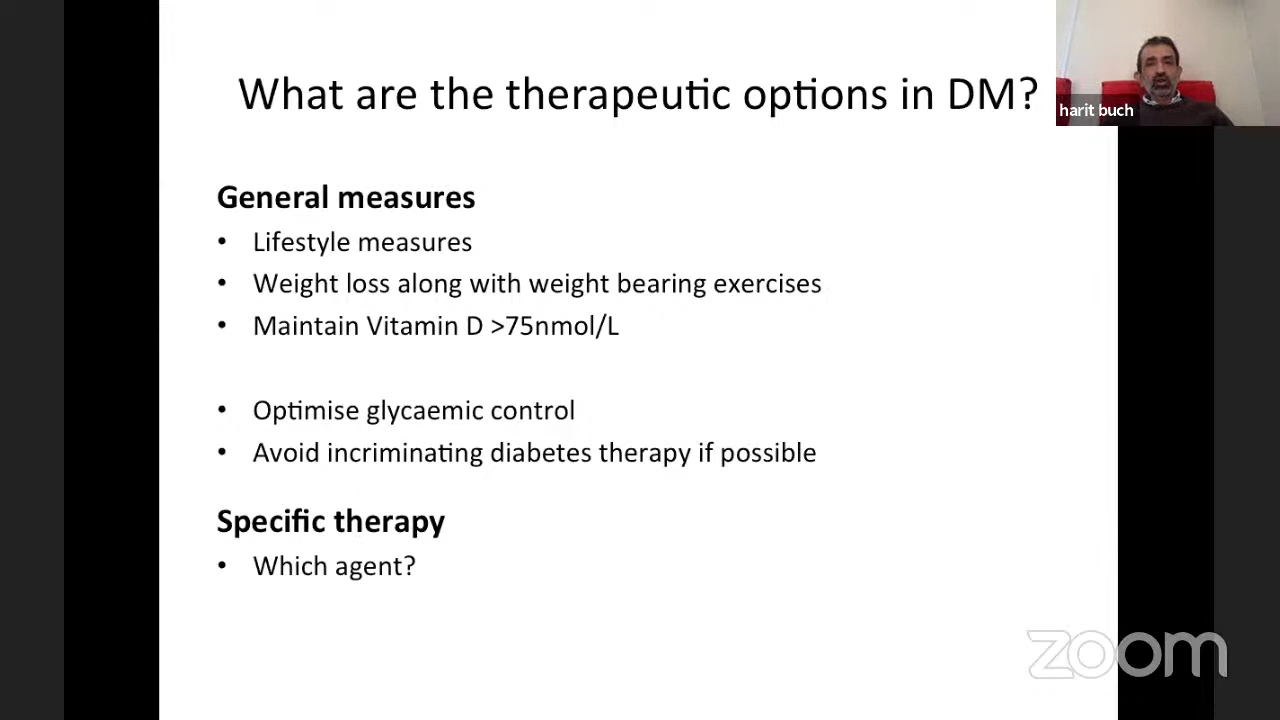 What are the therapeutic options in DM?
harit buch
General measures
• Lifestyle measures
• Weight loss along with weight bearing exercises
• Maintain Vitamin D >75nmol/L
• Optimise glycaemic control
• Avoid incriminating diabetes therapy if possible
Specific therapy
• Which agent?
zoom